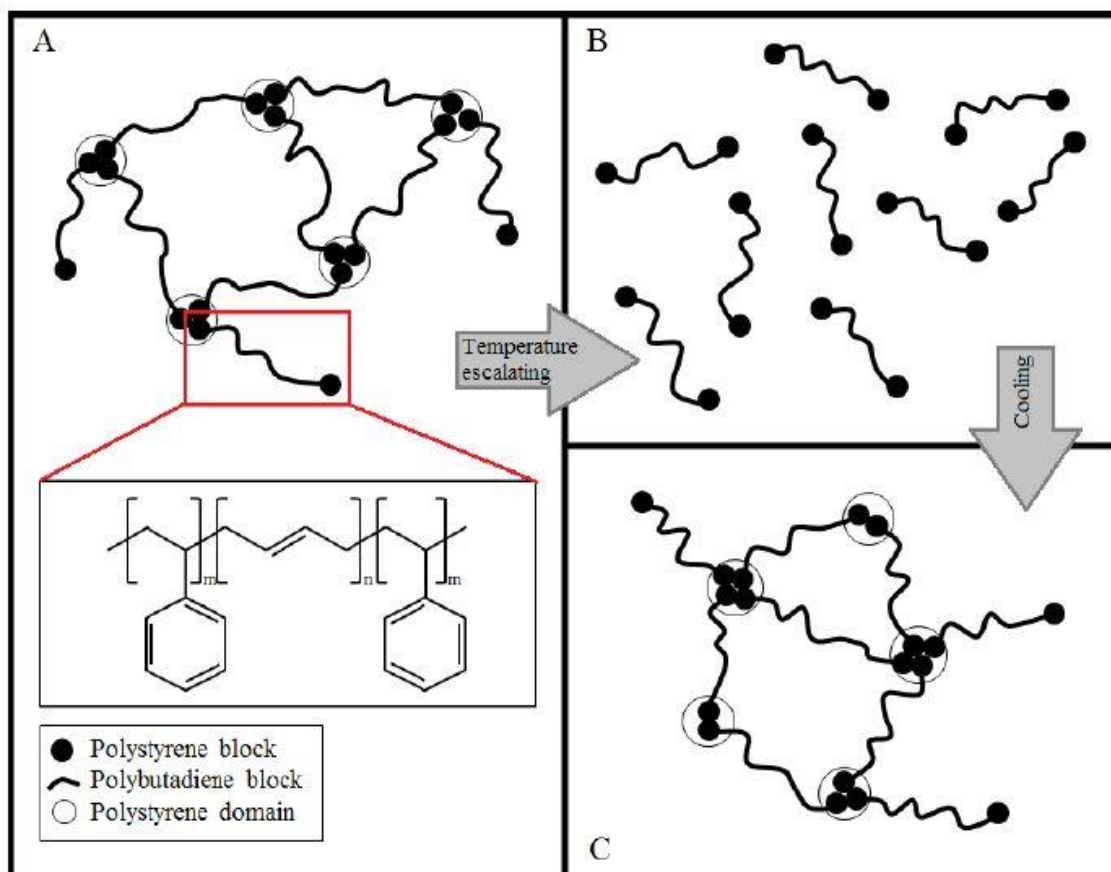 A
B
Temperature
escalating
Cooling
m
n
m
Polystyrene block
Polybutadiene block
Polystyrene domain
C